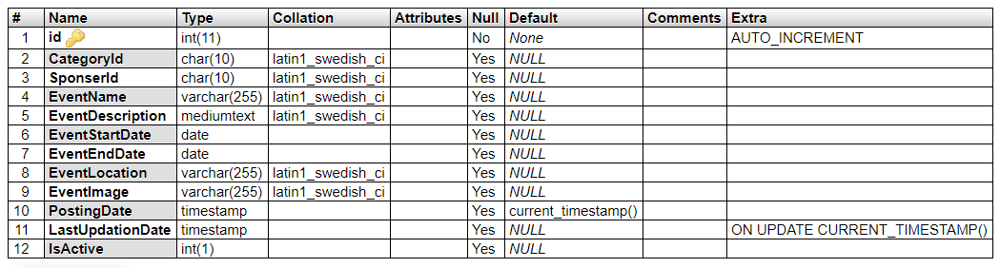 # Name Type Collation Attributes Null Default Comments Extra
1 id int(11) No None AUTO_INCREMENT
2 CategoryId char(10) latin1_swedish_ci Yes NULL
3 SponserId char(10) latin1_swedish_ci Yes NULL
4 EventName varchar(255) latin1_swedish_ci Yes NULL
5 EventDescription mediumtext latin1_swedish_ci Yes NULL
6 EventStartDate date Yes NULL
7 EventEndDate date Yes NULL
8 EventLocation varchar(255) latin1_swedish_ci Yes NULL
9 EventImage varchar(255) latin1_swedish_ci Yes NULL
10 PostingDate timestamp Yes current_timestamp()
11 LastUpdationDate timestamp Yes NULL ON UPDATE CURRENT_TIMESTAMP()
12 IsActive int(1) Yes NULL